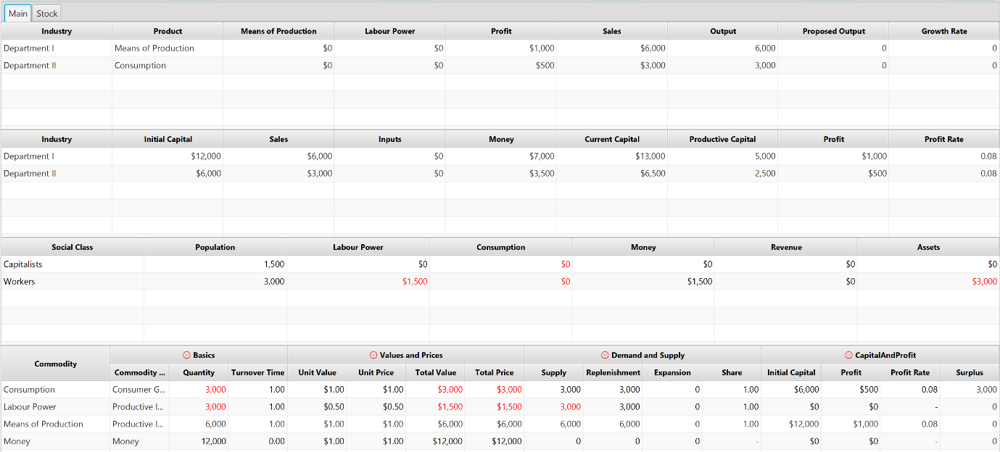 Main Stock
Industry Product Means of Production Labour Power Profit Sales Output Proposed Output Growth Rate
Department I Means of Production $0 $0 $1,000 $6,000 6,000 0 0
Department II Consumption $0 $0 $500 $3,000 3,000 0 0
Industry Initial Capital Sales Inputs Money Current Capital Productive Capital Profit Profit Rate
Department I $12,000 $6,000 $0 $7,000 $13,000 5,000 $1,000 0.08
Department II $6,000 $3,000 $0 $3,500 $6,500 2,500 $500 0.08
Social Class Population Labour Power Consumption Money Revenue Assets
Capitalists 1,500 $0 $0 $0 $0 $0
Workers 3,000 $1,500 $0 $1,500 $0 $3,000
Commodity Basics Values and Prices Demand and Supply CapitalAndProfit
Commodity ... Quantity Turnover Time Unit Value Unit Price Total Value Total Price Supply Replenishment Expansion Share Initial Capital Profit Profit Rate Surplus
Consumption Consumer G... 3,000 1.00 $1.00 $1.00 $3,000 $3,000 3,000 3,000 0 1.00 $6,000 $500 0.08 3,000
Labour Power Productive I... 3,000 1.00 $0.50 $0.50 $1,500 $1,500 3,000 3,000 0 1.00 $0 $0 - 0
Means of Production Productive I... 6,000 1.00 $1.00 $1.00 $6,000 $6,000 6,000 6,000 0 1.00 $12,000 $1,000 0.08 0
Money Money 12,000 0.00 $1.00 $1.00 $12,000 $12,000 0 0 0 - $0 $0 - 0